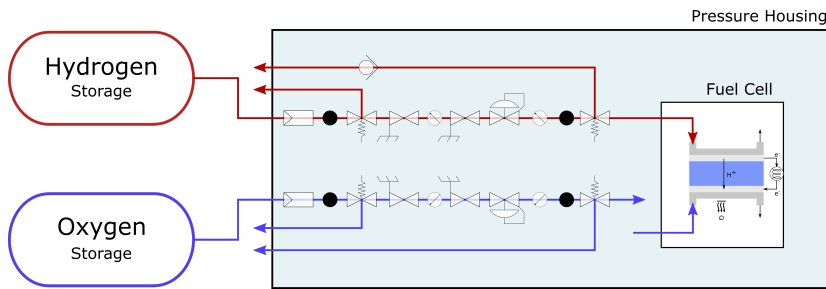 Pressure Housing
Hydrogen
Storage
Fuel Cell
H⁺
Oxygen
Storage